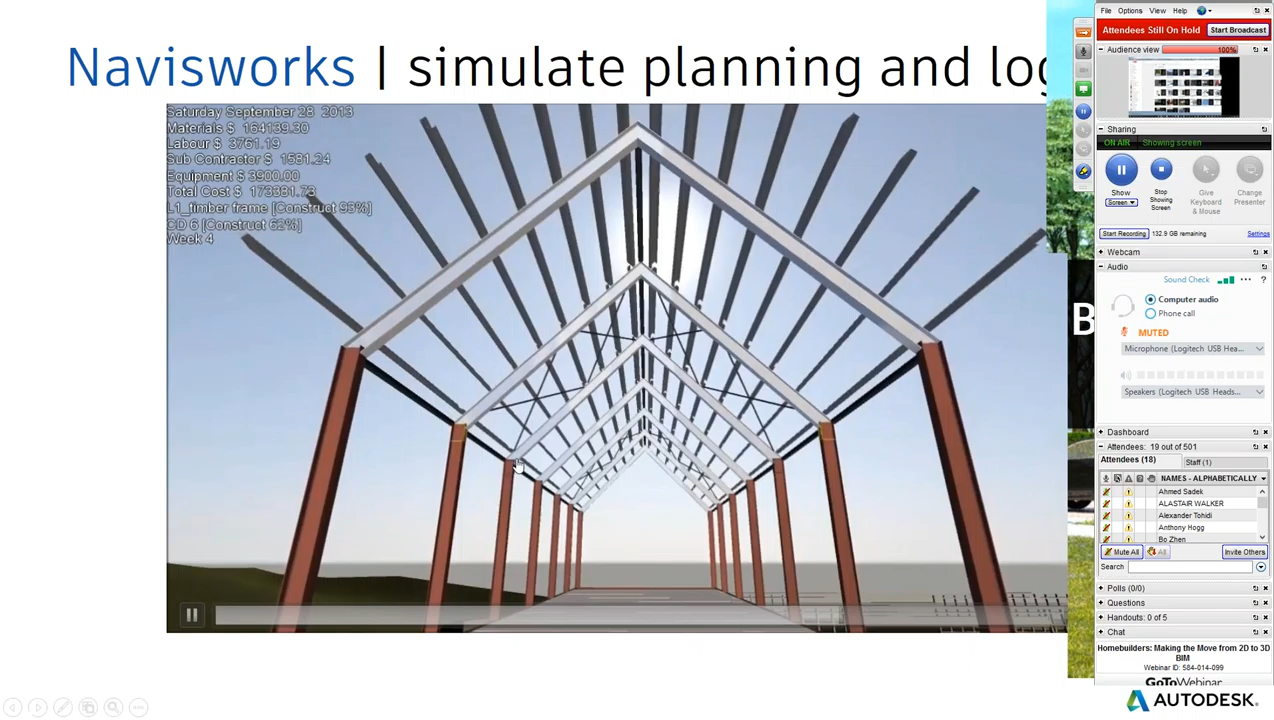 Navisworks | simulate planning and log
Saturday September 28 2013
Materials $ 164139.30
Labour $ 3761.19
Sub Contractor $ 1581.24
Equipment $ 3900.00
Total Cost $ 173381.73
L1_timber frame [Construct 93%]
CD 6 [Construct 62%]
Week 4
B
File Options View Help
Attendees Still On Hold Start Broadcast
Audience view 100%
Sharing
ON AIR Showing screen
Show
Screen
Stop
Showing
Screen
Give
Keyboard
& Mouse
Change
Presenter
Start Recording 132.9 GB remaining Settings
Webcam
Audio
Sound Check ?
Computer audio
Phone call
MUTED
Microphone (Logitech USB Hea...
Speakers (Logitech USB Heads...
Dashboard
Attendees: 19 out of 501
Attendees (18) Staff (1)
NAMES - ALPHABETICALLY
Ahmed Sadek
ALASTAIR WALKER
Alexander Tohidi
Anthony Hogg
Bo Zhen
Mute All All Invite Others
Search
Polls (0/0)
Questions
Handouts: 0 of 5
Chat
Homebuilders: Making the Move from 2D to 3D
BIM
Webinar ID: 584-014-099
GoToWebinar
AUTODESK.